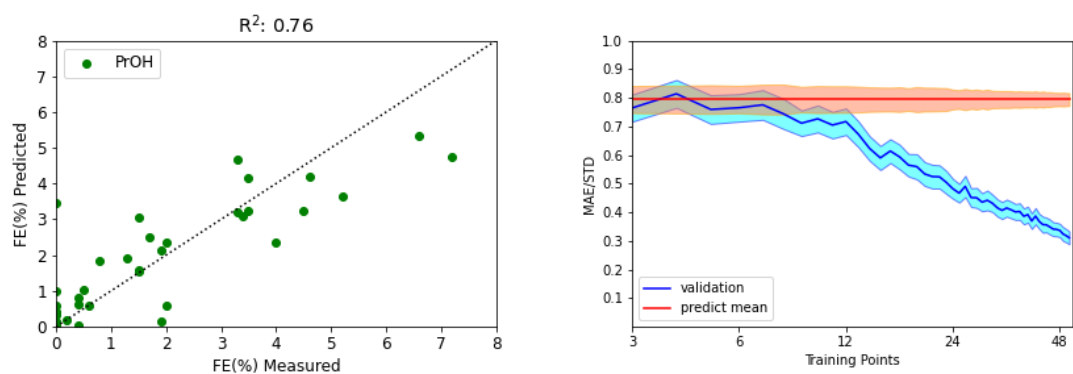 R²: 0.76
PrOH
FE(%) Predicted
8
7
6
5
4
3
2
1
0
0 1 2 3 4 5 6 7 8
FE(%) Measured
MAE/STD
1.0
0.9
0.8
0.7
0.6
0.5
0.4
0.3
0.2
0.1
validation
predict mean
3 6 12 24 48
Training Points